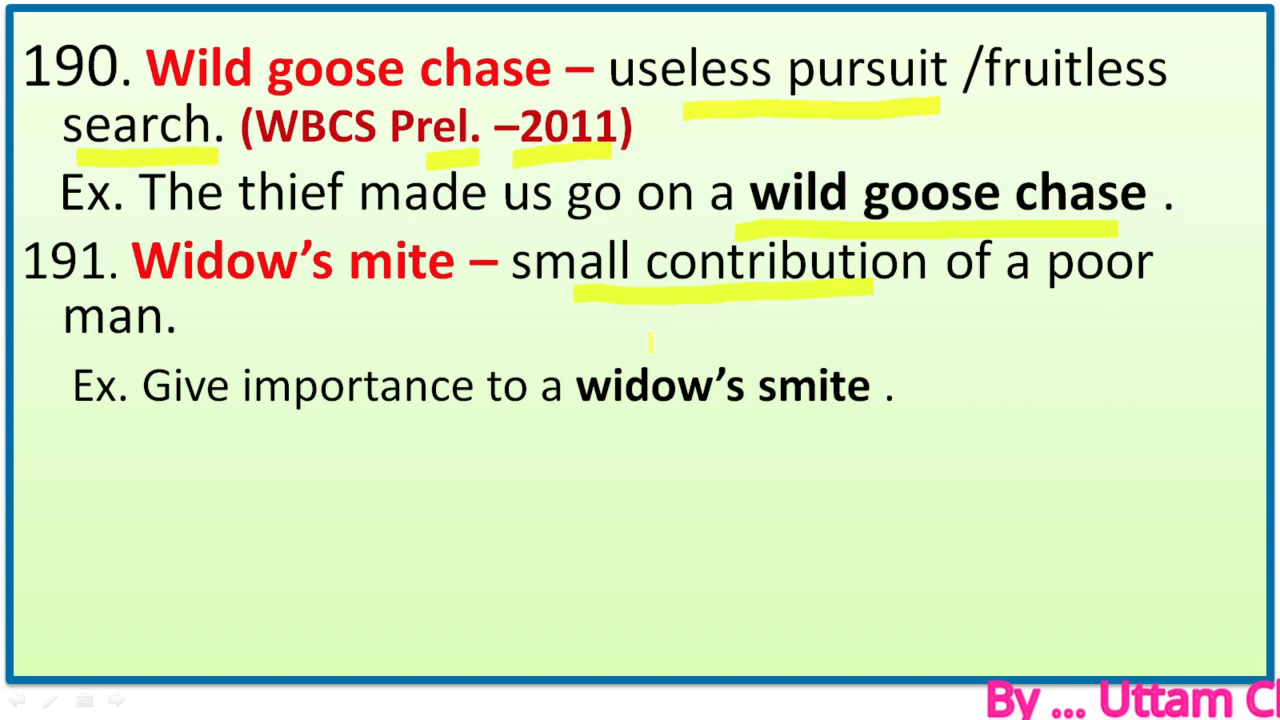 190. Wild goose chase – useless pursuit /fruitless
search. (WBCS Prel. –2011)
Ex. The thief made us go on a wild goose chase .
191. Widow’s mite – small contribution of a poor
man.
Ex. Give importance to a widow’s smite .
By ... Uttam